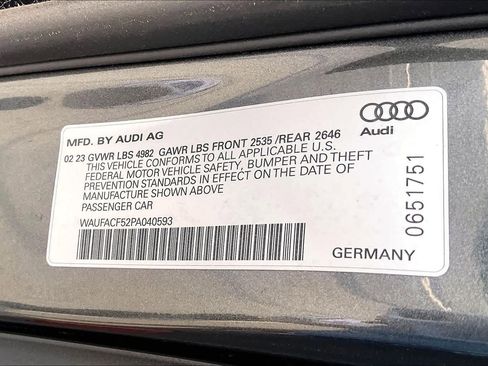 MFD. BY AUDI AG
02 23 GVWR LBS 4982 GAWR LBS FRONT 2535 /REAR 2646
THIS VEHICLE CONFORMS TO ALL APPLICABLE U.S.
FEDERAL MOTOR VEHICLE SAFETY, BUMPER AND THEFT
PREVENTION STANDARDS IN EFFECT ON THE DATE OF
MANUFACTURE SHOWN ABOVE
PASSENGER CAR
WAUFACF52PA040593
Audi
0651751
GERMANY